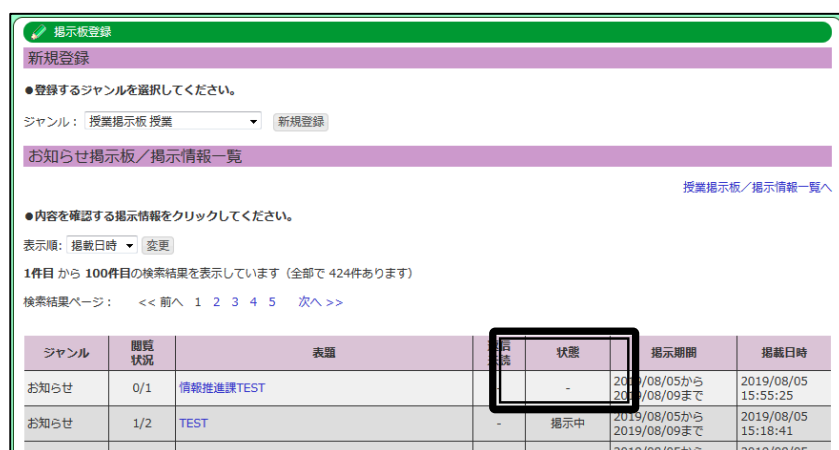 掲示板登録
新規登録
●登録するジャンルを選択してください。
ジャンル： 授業掲示板 授業 新規登録
お知らせ掲示板／掲示情報一覧
授業掲示板／掲示情報一覧へ
●内容を確認する掲示情報をクリックしてください。
表示順: 掲載日時 変更
1件目 から 100件目の検索結果を表示しています（全部で 424件あります）
検索結果ページ： << 前へ 1 2 3 4 5 次へ >>
ジャンル 閲覧状況 表題 状態 掲示期間 掲載日時
お知らせ 0/1 情報推進課TEST - 2019/08/05から 2019/08/09まで 2019/08/05 15:55:25
お知らせ 1/2 TEST - 掲示中 2019/08/05から 2019/08/09まで 2019/08/05 15:18:41